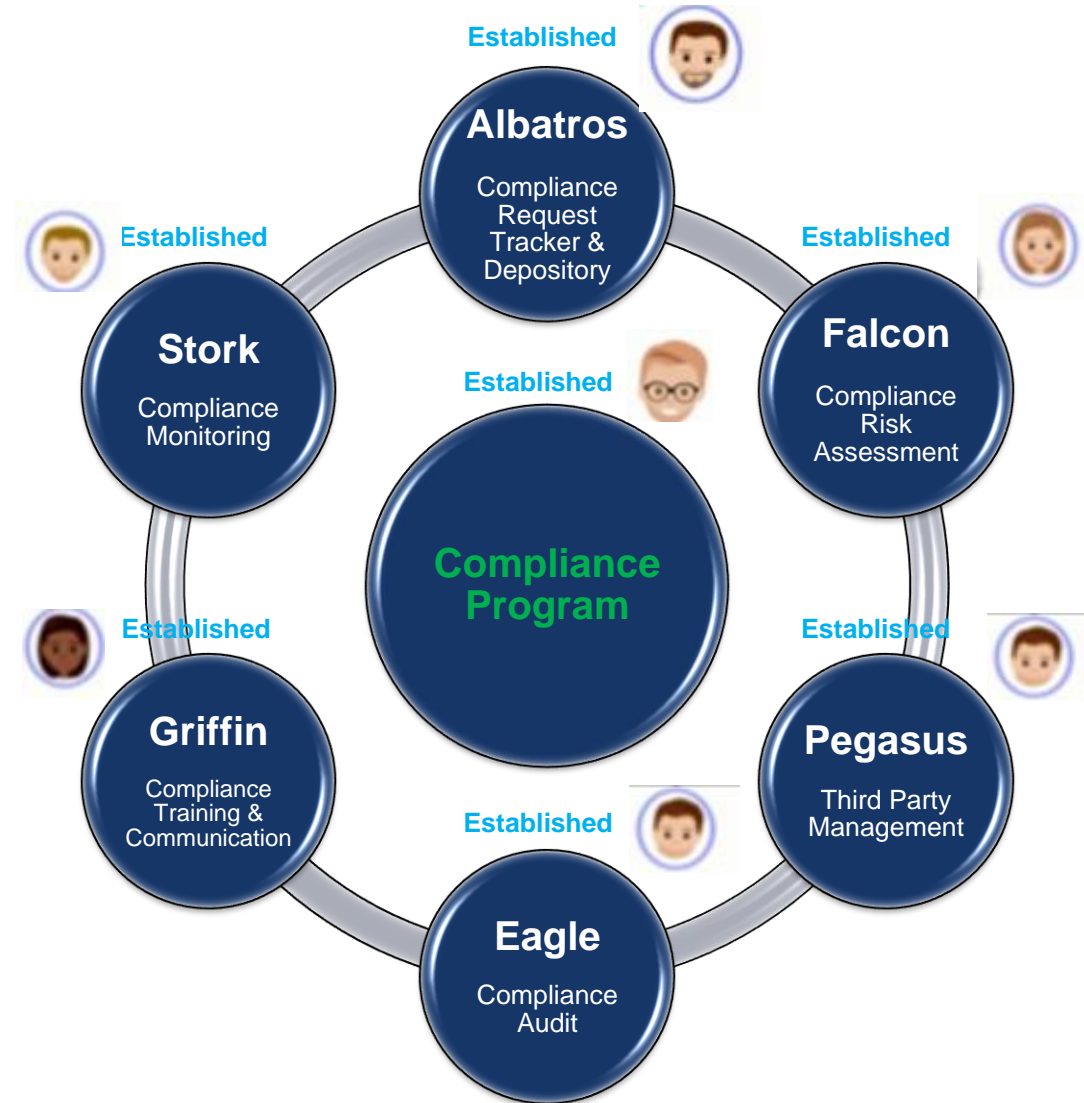 Established
Albatros
Compliance
Request
Tracker &
Depository
Established
Stork
Compliance
Monitoring
Established
Falcon
Compliance
Risk
Assessment
Established
Compliance
Program
Established
Griffin
Compliance
Training &
Communication
Established
Pegasus
Third Party
Management
Established
Eagle
Compliance
Audit